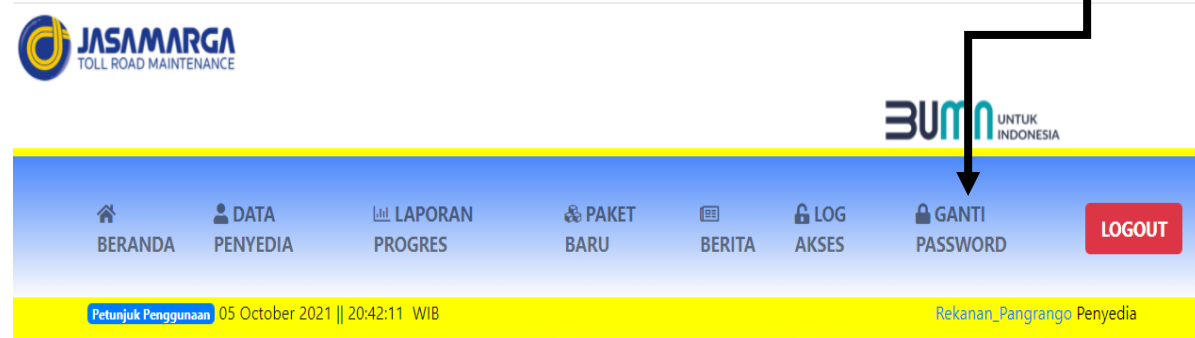 JASAMARGA
TOLL ROAD MAINTENANCE
BUMN UNTUK
INDONESIA
BERANDA
DATA
PENYEDIA
LAPORAN
PROGRES
PAKET
BARU
BERITA
LOG
AKSES
GANTI
PASSWORD
LOGOUT
Petunjuk Penggunaan 05 October 2021 || 20:42:11 WIB
Rekanan_Pangrango Penyedia